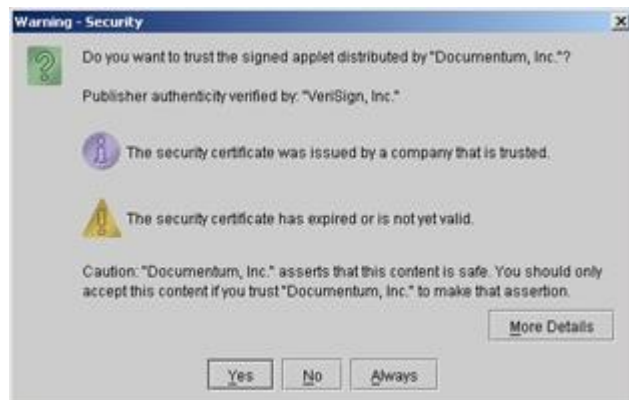 Warning - Security
Do you want to trust the signed applet distributed by "Documentum, Inc."?
Publisher authenticity verified by: "VeriSign, Inc."
The security certificate was issued by a company that is trusted.
The security certificate has expired or is not yet valid.
Caution: "Documentum, Inc." asserts that this content is safe. You should only
accept this content if you trust "Documentum, Inc." to make that assertion.
More Details
Yes No Always